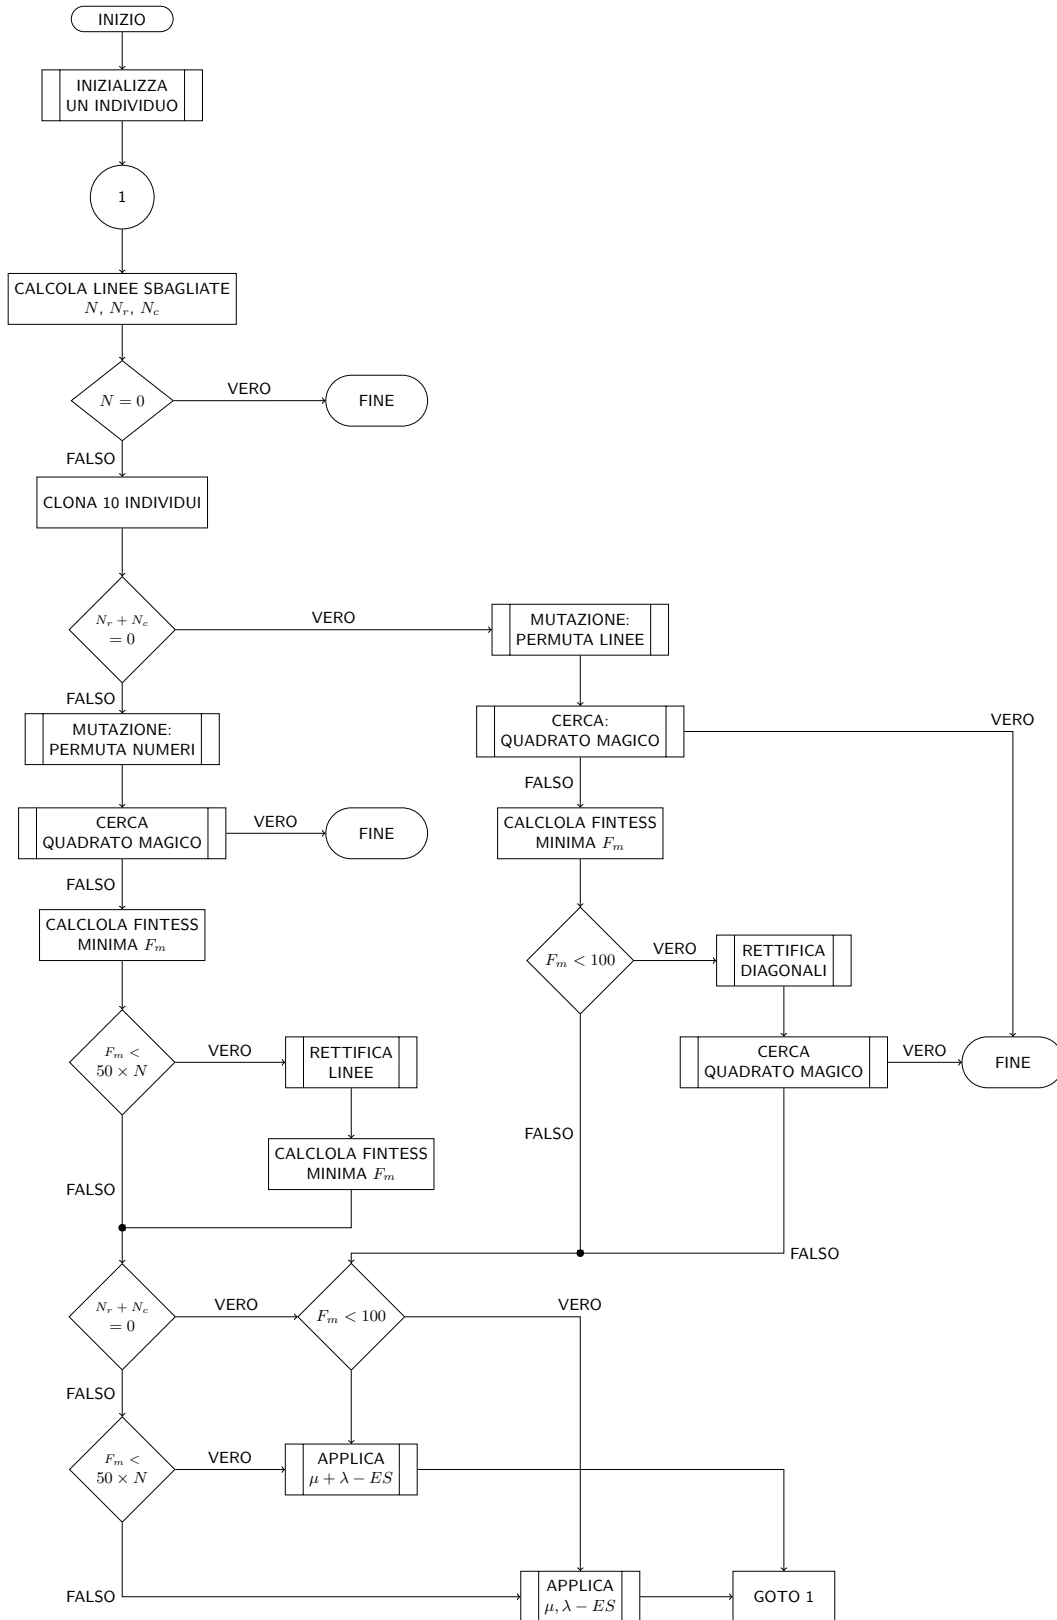 INIZIO
INIZIALIZZA
UN INDIVIDUO
1
CALCOLA LINEE SBAGLIATE
N, N_r, N_c
N = 0
VERO
FINE
FALSO
CLONA 10 INDIVIDUI
N_r + N_c
= 0
VERO
MUTAZIONE:
PERMUTA LINEE
FALSO
MUTAZIONE:
PERMUTA NUMERI
CERCA:
QUADRATO MAGICO
VERO
FALSO
CERCA
QUADRATO MAGICO
VERO
FINE
CALCLOLA FINTESS
MINIMA F_m
FALSO
CALCLOLA FINTESS
MINIMA F_m
F_m < 100
VERO
RETTIFICA
DIAGONALI
F_m <
50 × N
VERO
RETTIFICA
LINEE
CERCA
QUADRATO MAGICO
VERO
FINE
FALSO
CALCLOLA FINTESS
MINIMA F_m
FALSO
FALSO
N_r + N_c
= 0
VERO
F_m < 100
VERO
FALSO
F_m <
50 × N
VERO
APPLICA
μ + λ − ES
FALSO
APPLICA
μ, λ − ES
GOTO 1